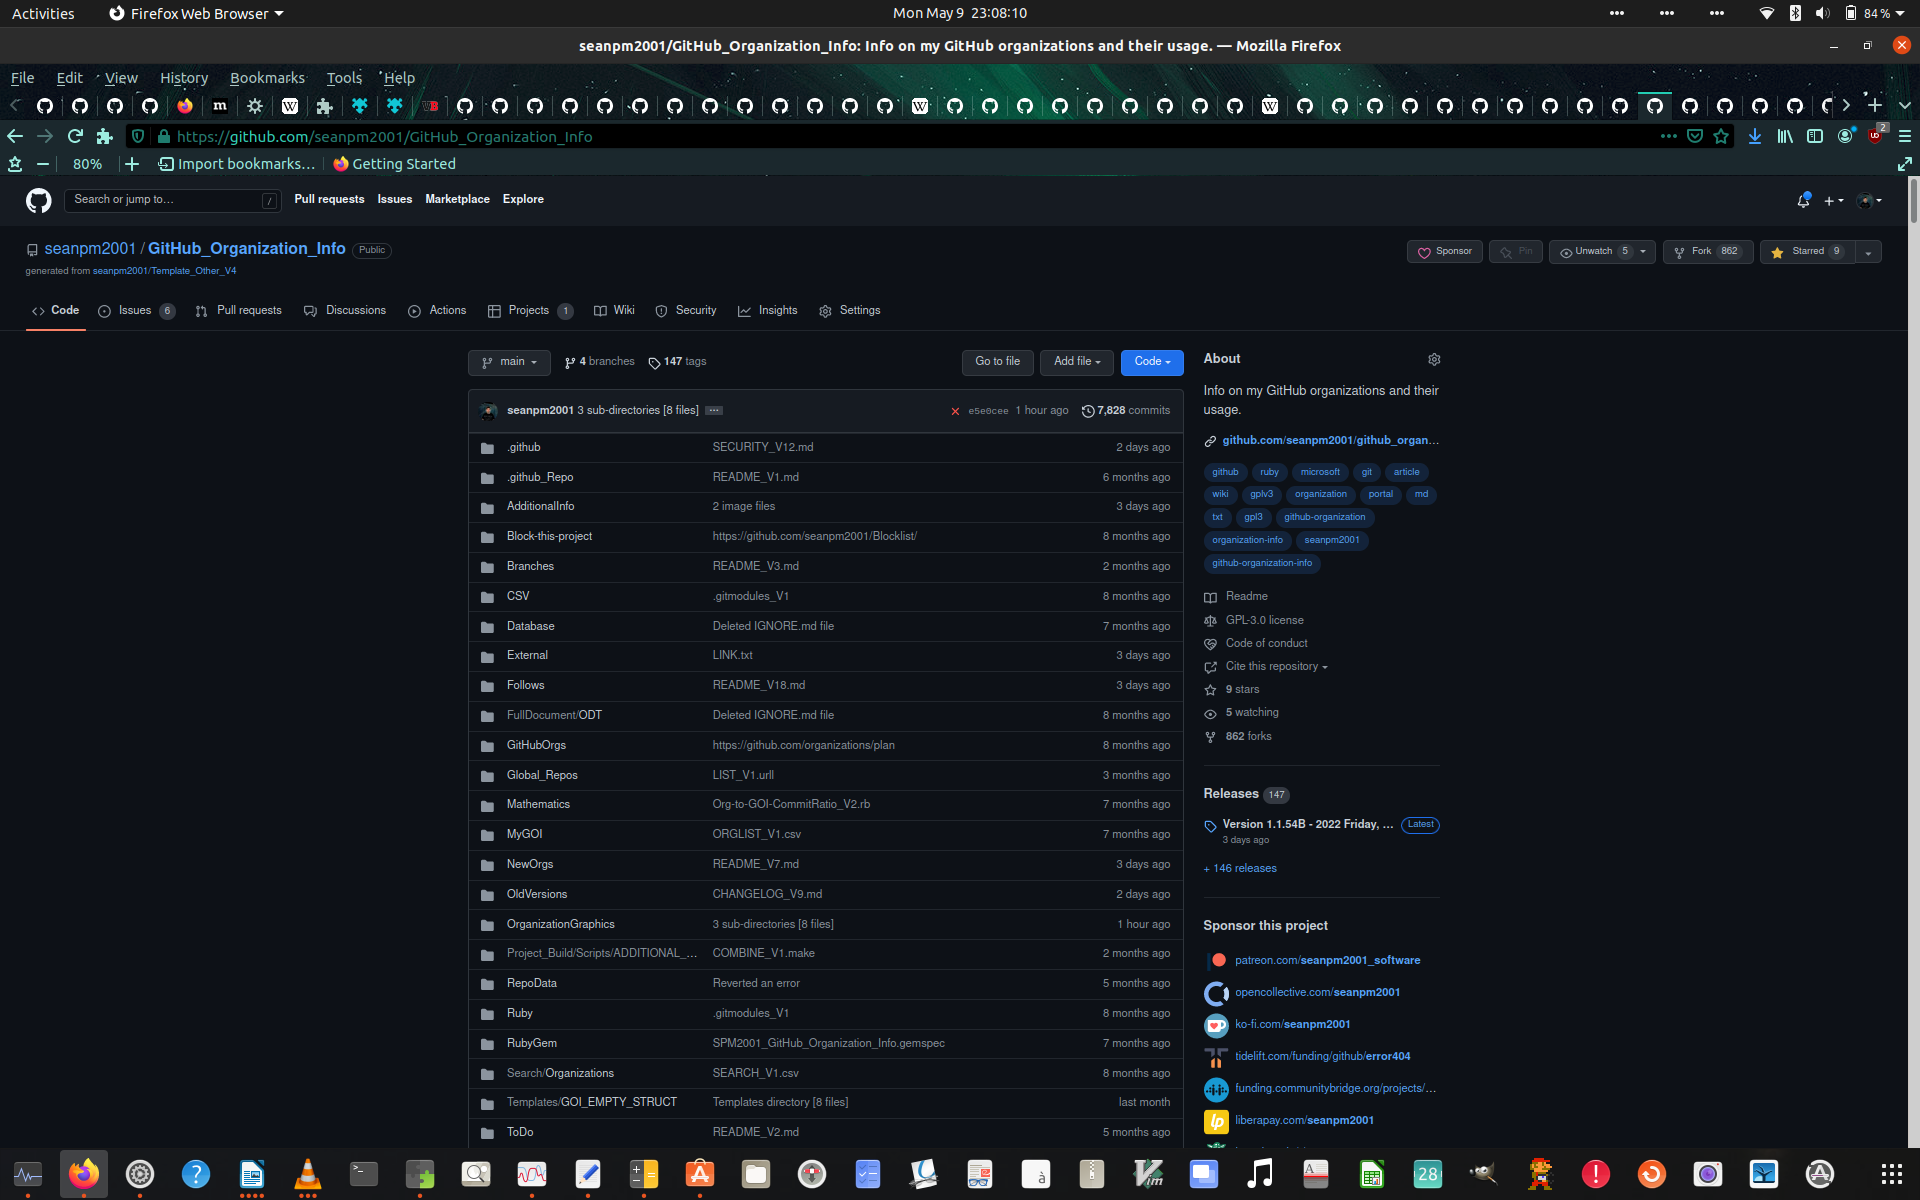 Activities Firefox Web Browser Mon May 9 23:08:10 84 %
seanpm2001/GitHub_Organization_Info: Info on my GitHub organizations and their usage. — Mozilla Firefox
File Edit View History Bookmarks Tools Help
https://github.com/seanpm2001/GitHub_Organization_Info 2
80% Import bookmarks... Getting Started
Search or jump to... / Pull requests Issues Marketplace Explore
seanpm2001 / GitHub_Organization_Info Public
Sponsor Pin Unwatch 5 Fork 862 Starred 9
generated from seanpm2001/Template_Other_V4
Code Issues 6 Pull requests Discussions Actions Projects 1 Wiki Security Insights Settings
main 4 branches 147 tags Go to file Add file Code
seanpm2001 3 sub-directories [8 files] ... e5e0cee 1 hour ago 7,828 commits
.github SECURITY_V12.md 2 days ago
.github_Repo README_V1.md 6 months ago
AdditionalInfo 2 image files 3 days ago
Block-this-project https://github.com/seanpm2001/Blocklist/ 8 months ago
Branches README_V3.md 2 months ago
CSV .gitmodules_V1 8 months ago
Database Deleted IGNORE.md file 7 months ago
External LINK.txt 3 days ago
Follows README_V18.md 3 days ago
FullDocument/ODT Deleted IGNORE.md file 8 months ago
GitHubOrgs https://github.com/organizations/plan 8 months ago
Global_Repos LIST_V1.urll 3 months ago
Mathematics Org-to-GOI-CommitRatio_V2.rb 7 months ago
MyGOI ORGLIST_V1.csv 7 months ago
NewOrgs README_V7.md 3 days ago
OldVersions CHANGELOG_V9.md 2 days ago
OrganizationGraphics 3 sub-directories [8 files] 1 hour ago
Project_Build/Scripts/ADDITIONAL_... COMBINE_V1.make 2 months ago
RepoData Reverted an error 5 months ago
Ruby .gitmodules_V1 8 months ago
RubyGem SPM2001_GitHub_Organization_Info.gemspec 7 months ago
Search/Organizations SEARCH_V1.csv 8 months ago
Templates/GOI_EMPTY_STRUCT Templates directory [8 files] last month
ToDo README_V2.md 5 months ago
About
Info on my GitHub organizations and their
usage.
github.com/seanpm2001/github_organ...
github ruby microsoft git article
wiki gplv3 organization portal md
txt gpl3 github-organization
organization-info seanpm2001
github-organization-info
Readme
GPL-3.0 license
Code of conduct
Cite this repository
9 stars
5 watching
862 forks
Releases 147
Version 1.1.54B - 2022 Friday, ... Latest
3 days ago
+ 146 releases
Sponsor this project
patreon.com/seanpm2001_software
opencollective.com/seanpm2001
ko-fi.com/seanpm2001
tidelift.com/funding/github/error404
funding.communitybridge.org/projects/...
liberapay.com/seanpm2001